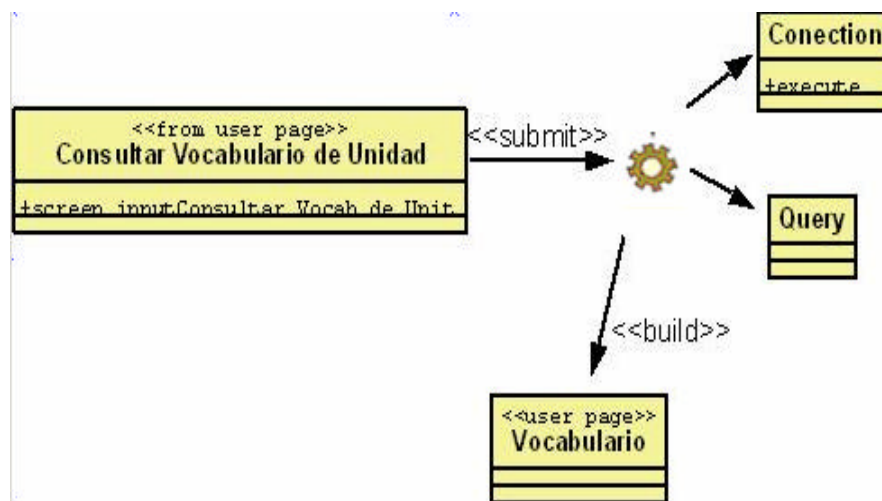 Conection
+execute
<<from user page>>
Consultar Vocabulario de Unidad
+screen inputConsultar Vocab de Unit
<<submit>>
Query
<<build>>
<<user page>>
Vocabulario